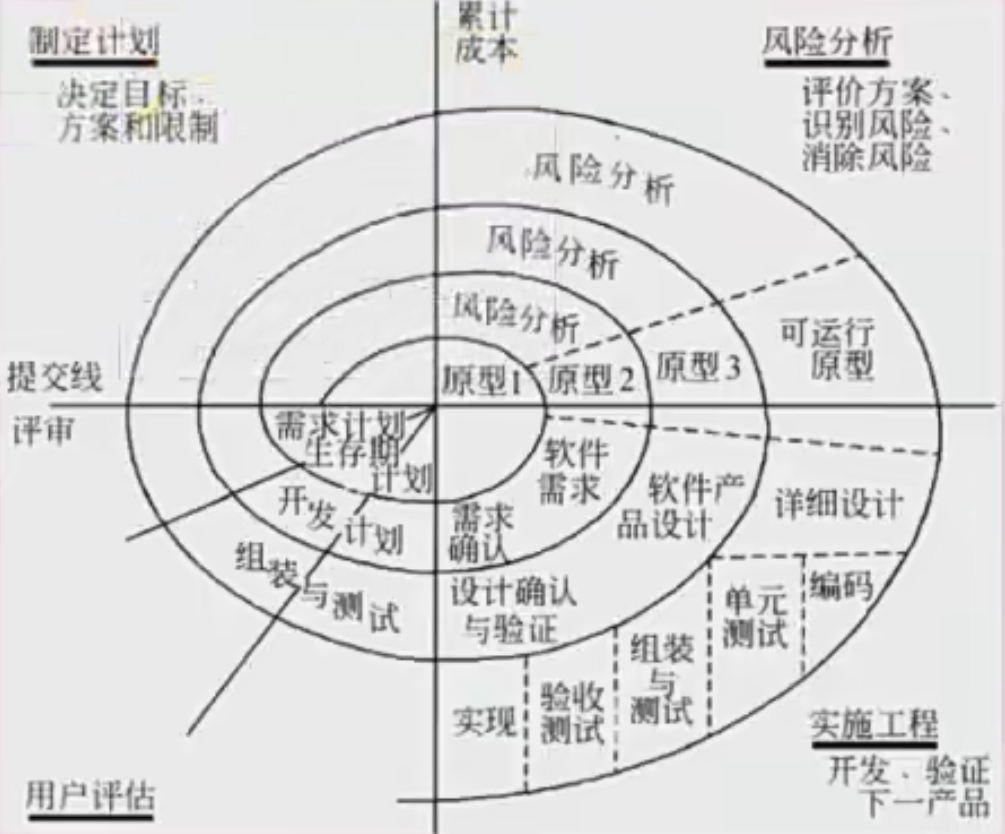 制定计划
决定目标、
方案和限制
累计
成本
风险分析
评价方案、
识别风险、
消除风险
风险分析
风险分析
风险分析
可运行
原型
原型1
原型2
原型3
提交线
评审
需求计划
生存期
计划
开发计划
组装与测试
软件
需求
需求
确认
软件产
品设计
设计确认
与验证
详细设计
编码
单元
测试
组装
与
测试
验收
测试
实现
实施工程
开发、验证
下一产品
用户评估